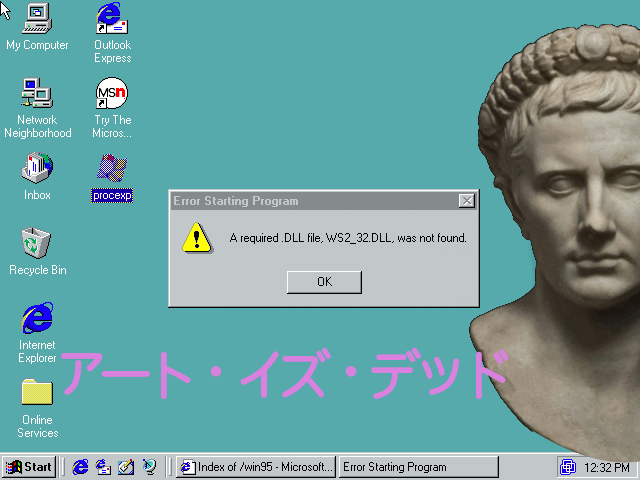 My Computer
Outlook
Express
Network
Neighborhood
MSN
Try The
Micros...
Inbox
procexp
Recycle Bin
Internet
Explorer
Online
Services
Error Starting Program
A required .DLL file, WS2_32.DLL, was not found.
OK
アート・イズ・デッド
Start
Index of /win95 - Microsoft...
Error Starting Program
12:32 PM